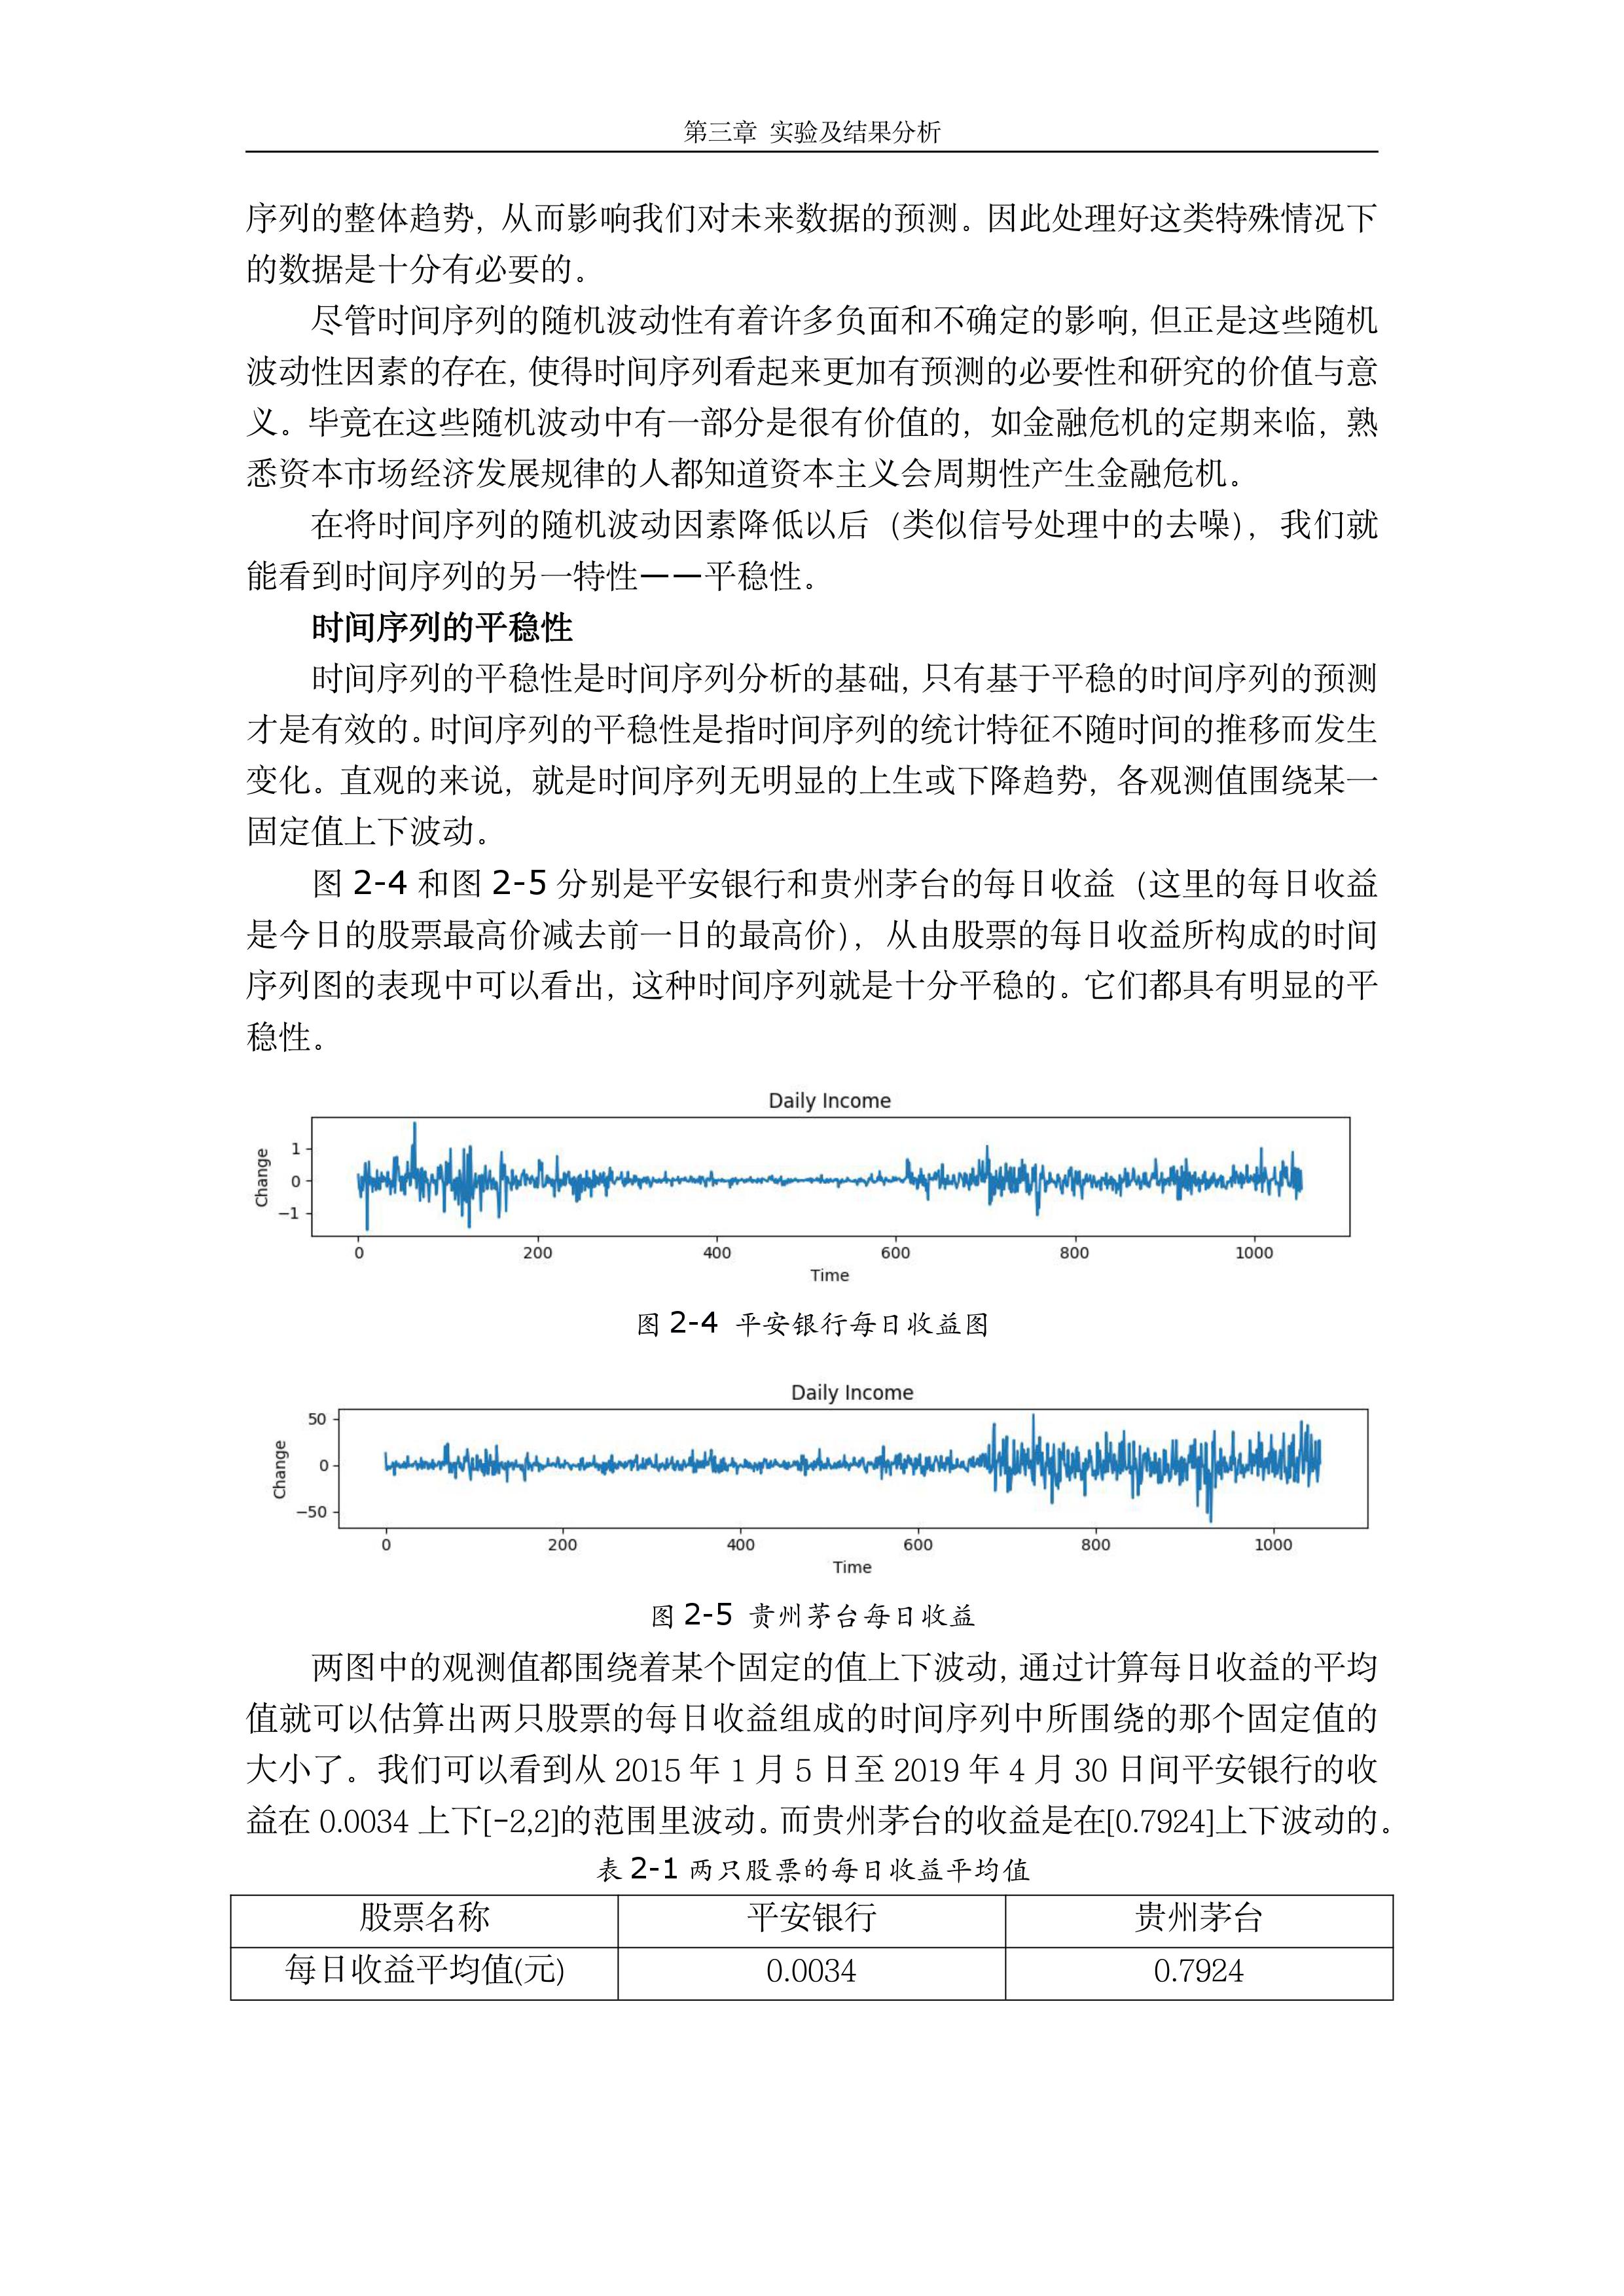 第三章 实验及结果分析
序列的整体趋势，从而影响我们对未来数据的预测。因此处理好这类特殊情况下
的数据是十分有必要的。
尽管时间序列的随机波动性有着许多负面和不确定的影响，但正是这些随机
波动性因素的存在，使得时间序列看起来更加有预测的必要性和研究的价值与意
义。毕竟在这些随机波动中有一部分是很有价值的，如金融危机的定期来临，熟
悉资本市场经济发展规律的人都知道资本主义会周期性产生金融危机。
在将时间序列的随机波动因素降低以后（类似信号处理中的去噪），我们就
能看到时间序列的另一特性——平稳性。
时间序列的平稳性
时间序列的平稳性是时间序列分析的基础，只有基于平稳的时间序列的预测
才是有效的。时间序列的平稳性是指时间序列的统计特征不随时间的推移而发生
变化。直观的来说，就是时间序列无明显的上生或下降趋势，各观测值围绕某一
固定值上下波动。
图 2-4 和图 2-5 分别是平安银行和贵州茅台的每日收益（这里的每日收益
是今日的股票最高价减去前一日的最高价），从由股票的每日收益所构成的时间
序列图的表现中可以看出，这种时间序列就是十分平稳的。它们都具有明显的平
稳性。
Daily Income
Change
1
0
−1
0 200 400 600 800 1000
Time
图 2-4 平安银行每日收益图
Daily Income
Change
50
0
−50
0 200 400 600 800 1000
Time
图 2-5 贵州茅台每日收益
两图中的观测值都围绕着某个固定的值上下波动，通过计算每日收益的平均
值就可以估算出两只股票的每日收益组成的时间序列中所围绕的那个固定值的
大小了。我们可以看到从 2015 年 1 月 5 日至 2019 年 4 月 30 日间平安银行的收
益在 0.0034 上下[-2,2]的范围里波动。而贵州茅台的收益是在[0.7924]上下波动的。
表 2-1 两只股票的每日收益平均值
股票名称 平安银行 贵州茅台
每日收益平均值(元) 0.0034 0.7924